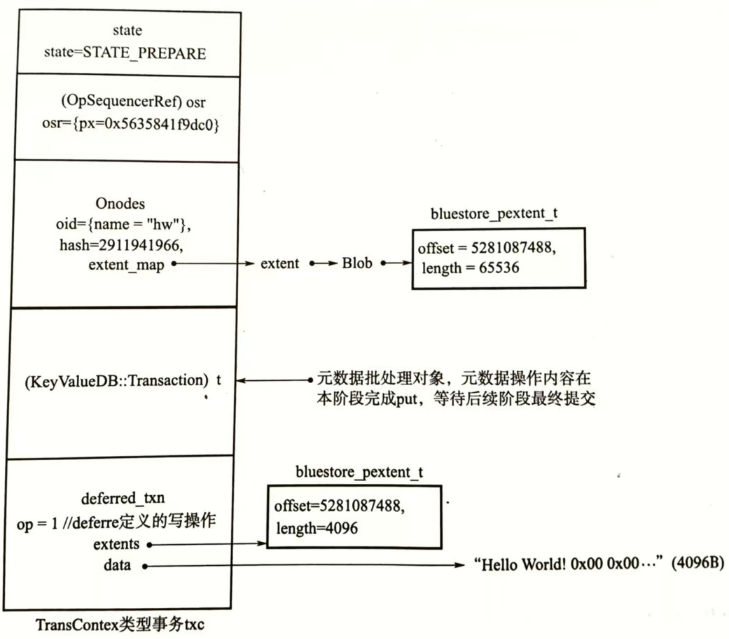 state
state=STATE_PREPARE
(OpSequencerRef) osr
osr={px=0x5635841f9dc0}
Onodes
oid={name = "hw"},
hash=2911941966,
extent_map
extent
Blob
bluestore_pextent_t
offset = 5281087488,
length = 65536
(KeyValueDB::Transaction) t
元数据批处理对象，元数据操作内容在
本阶段完成put，等待后续阶段最终提交
deferred_txn
op = 1 //deferre定义的写操作
extents
data
bluestore_pextent_t
offset=5281087488,
length=4096
“Hello World! 0x00 0x00···” (4096B)
TransContex类型事务txc